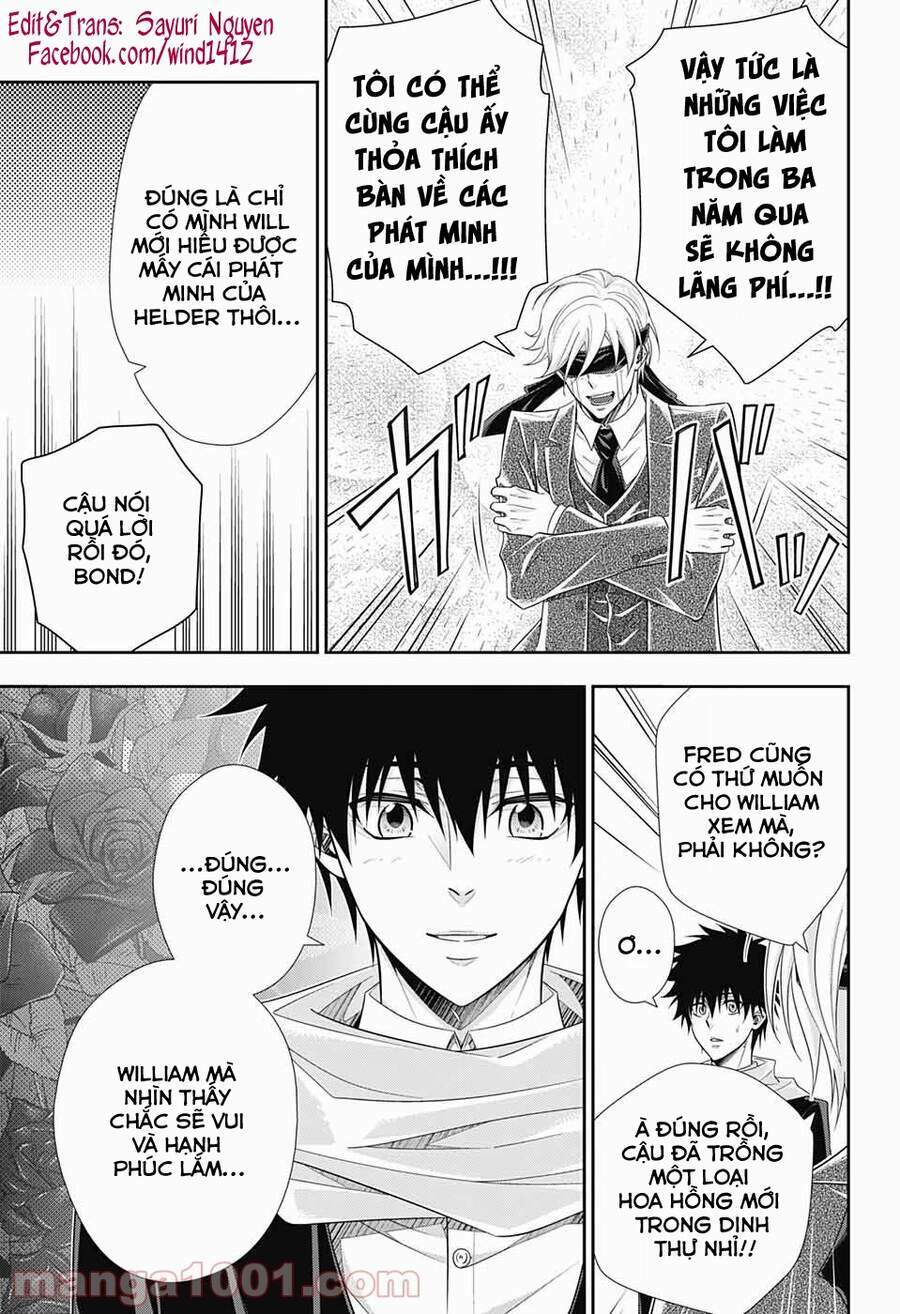 Edit&Trans: Sayuri Nguyen
Facebook.com/wind1412
VẬY TỨC LÀ
NHỮNG VIỆC
TÔI LÀM
TRONG BA
NĂM QUA
SẼ KHÔNG
LÃNG PHÍ...!!
TÔI CÓ THỂ
CÙNG CẬU ẤY
THỎA THÍCH
BÀN VỀ CÁC
PHÁT MINH
CỦA MÌNH...!!!
ガバッ
ĐÚNG LÀ CHỈ
CÓ MÌNH WILL
MỚI HIỂU ĐƯỢC
MẤY CÁI PHÁT
MINH CỦA
HELDER THÔI...
CẬU NÓI
QUÁ LỜI
RỒI ĐÓ,
BOND!
FRED CŨNG
CÓ THỨ MUỐN
CHO WILLIAM
XEM MÀ,
PHẢI KHÔNG?
Ơ...
À ĐÚNG RỒI,
CẬU ĐÃ TRỒNG
MỘT LOẠI
HOA HỒNG MỚI
TRONG DINH
THỰ NHỈ!!
...ĐÚNG...
ĐÚNG
VẬY...
WILLIAM MÀ
NHÌN THẤY
CHẮC SẼ VUI
VÀ HẠNH
PHÚC LẮM...
manga1001.com